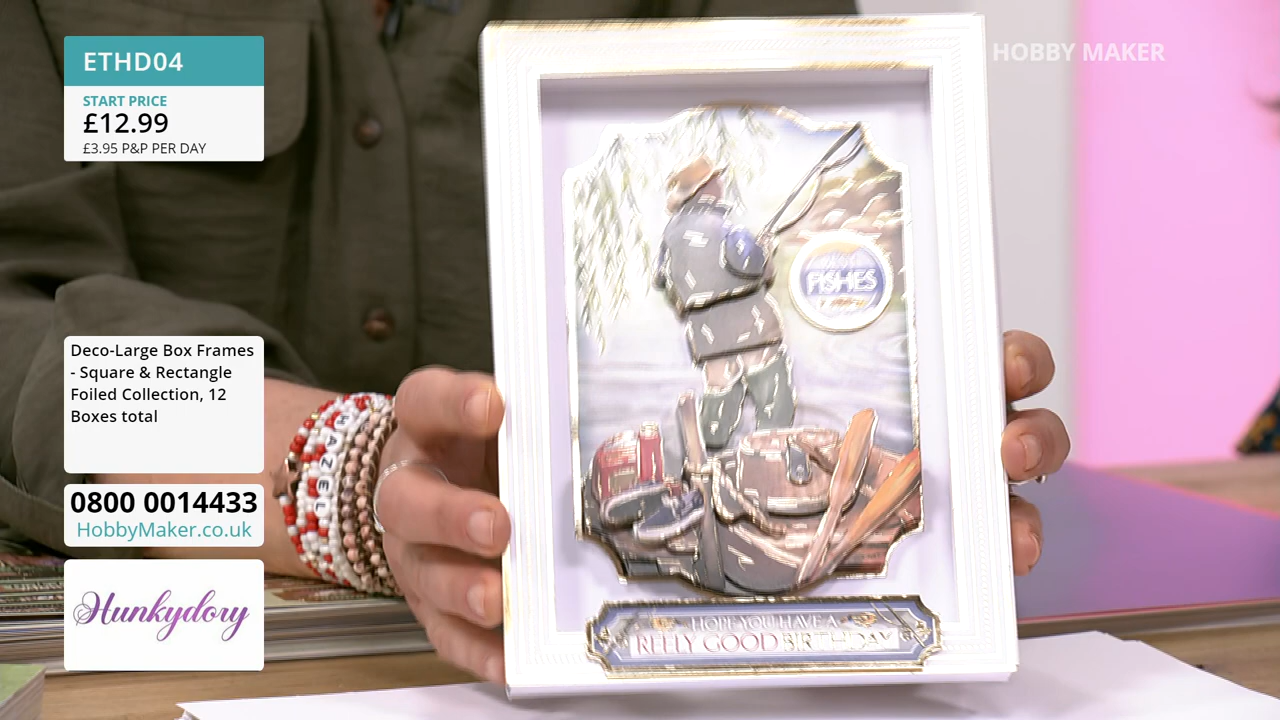 ETHD04
START PRICE
£12.99
£3.95 P&P PER DAY
Deco-Large Box Frames
- Square & Rectangle
Foiled Collection, 12
Boxes total
0800 0014433
HobbyMaker.co.uk
Hunkydory
HOBBY MAKER
HAZEL
FISHES
HOPE YOU HAVE A
REELY GOOD BIRTHDAY